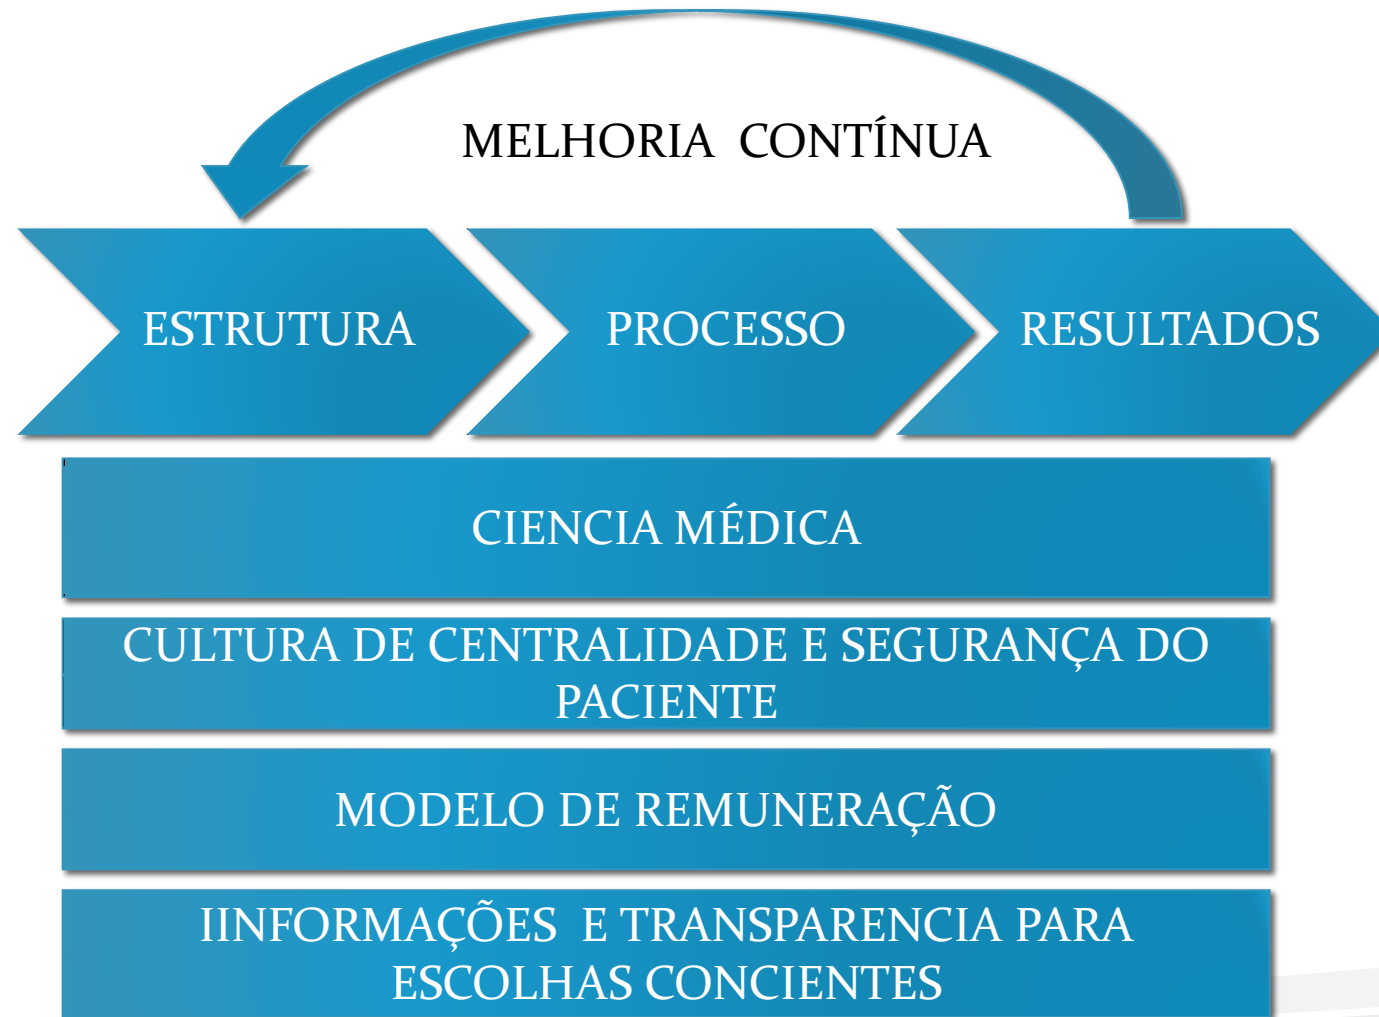 MELHORIA CONTÍNUA
ESTRUTURA
PROCESSO
RESULTADOS
CIENCIA MÉDICA
CULTURA DE CENTRALIDADE E SEGURANÇA DO
PACIENTE
MODELO DE REMUNERAÇÃO
IINFORMAÇÕES E TRANSPARENCIA PARA
ESCOLHAS CONCIENTES